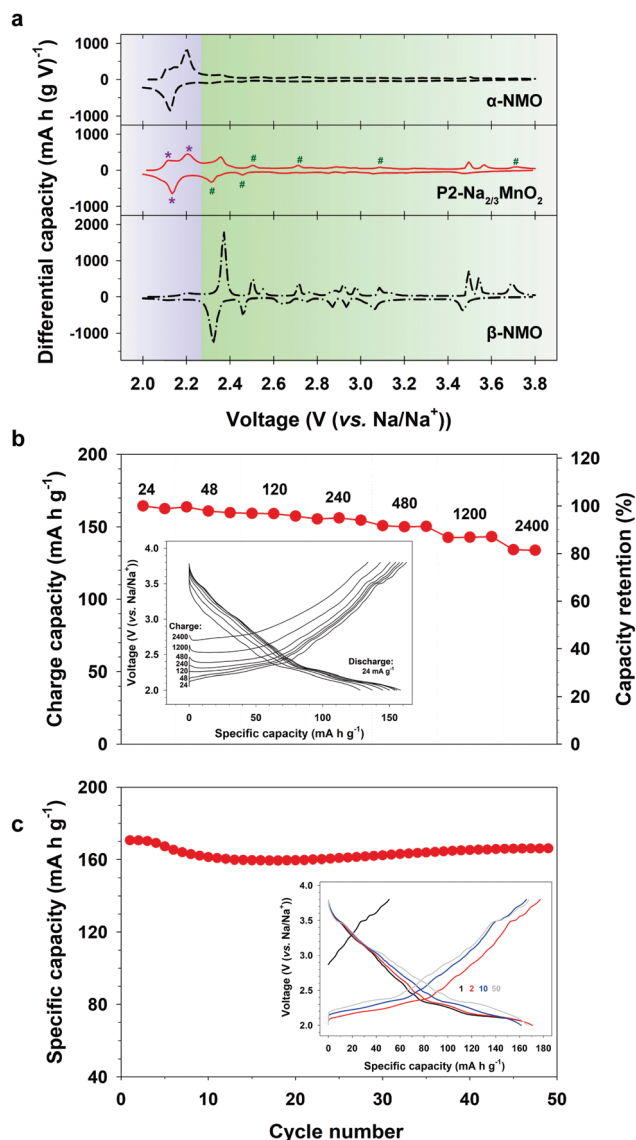 a
1000
0
-1000
α-NMO
1000
0
-1000
* * # # # #
* # #
P2-Na2/3MnO2
2000
1000
0
-1000
β-NMO
Differential capacity (mA h (g V)-1)
2.0 2.2 2.4 2.6 2.8 3.0 3.2 3.4 3.6 3.8
Voltage (V (vs. Na/Na+))
b
200
150
100
50
0
Charge capacity (mA h g-1)
24 48 120 240 480 1200 2400
120
100
80
60
40
20
0
Capacity retention (%)
4.0
3.5
3.0
2.5
2.0
Voltage (V (vs. Na/Na+))
Charge:
2400
1200
480
240
120
48
24
Discharge:
24 mA g-1
0 50 100 150
Specific capacity (mA h g-1)
c
200
160
120
80
40
Specific capacity (mA h g-1)
4.0
3.5
3.0
2.5
2.0
Voltage (V (vs. Na/Na+))
1 2 10 50
0 20 40 60 80 100 120 140 160 180
Specific capacity (mA h g-1)
0 10 20 30 40 50
Cycle number